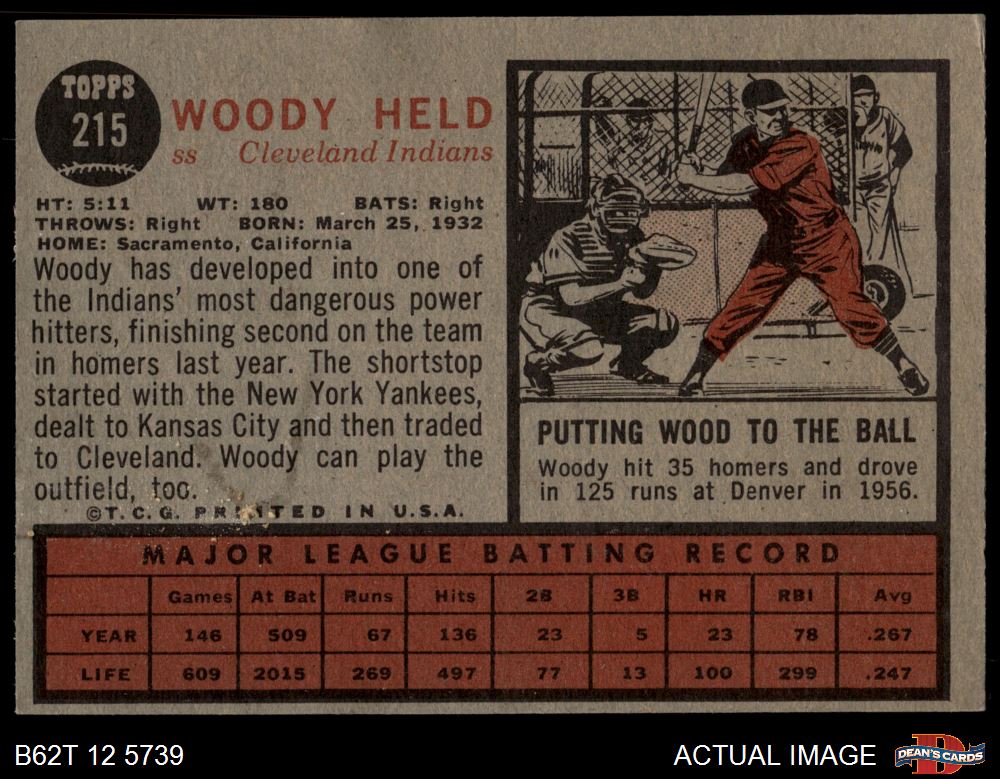 TOPPS
215
WOODY HELD
ss Cleveland Indians
HT: 5:11 WT: 180 BATS: Right
THROWS: Right BORN: March 25, 1932
HOME: Sacramento, California
Woody has developed into one of
the Indians' most dangerous power
hitters, finishing second on the team
in homers last year. The shortstop
started with the New York Yankees,
dealt to Kansas City and then traded
to Cleveland. Woody can play the
outfield, too.
©T.C.G. PRINTED IN U.S.A.
PUTTING WOOD TO THE BALL
Woody hit 35 homers and drove
in 125 runs at Denver in 1956.
MAJOR LEAGUE BATTING RECORD
Games At Bat Runs Hits 2B 3B HR RBI Avg
YEAR 146 509 67 136 23 5 23 78 .267
LIFE 609 2015 269 497 77 13 100 299 .247
B62T 12 5739
ACTUAL IMAGE
DEAN'S CARDS